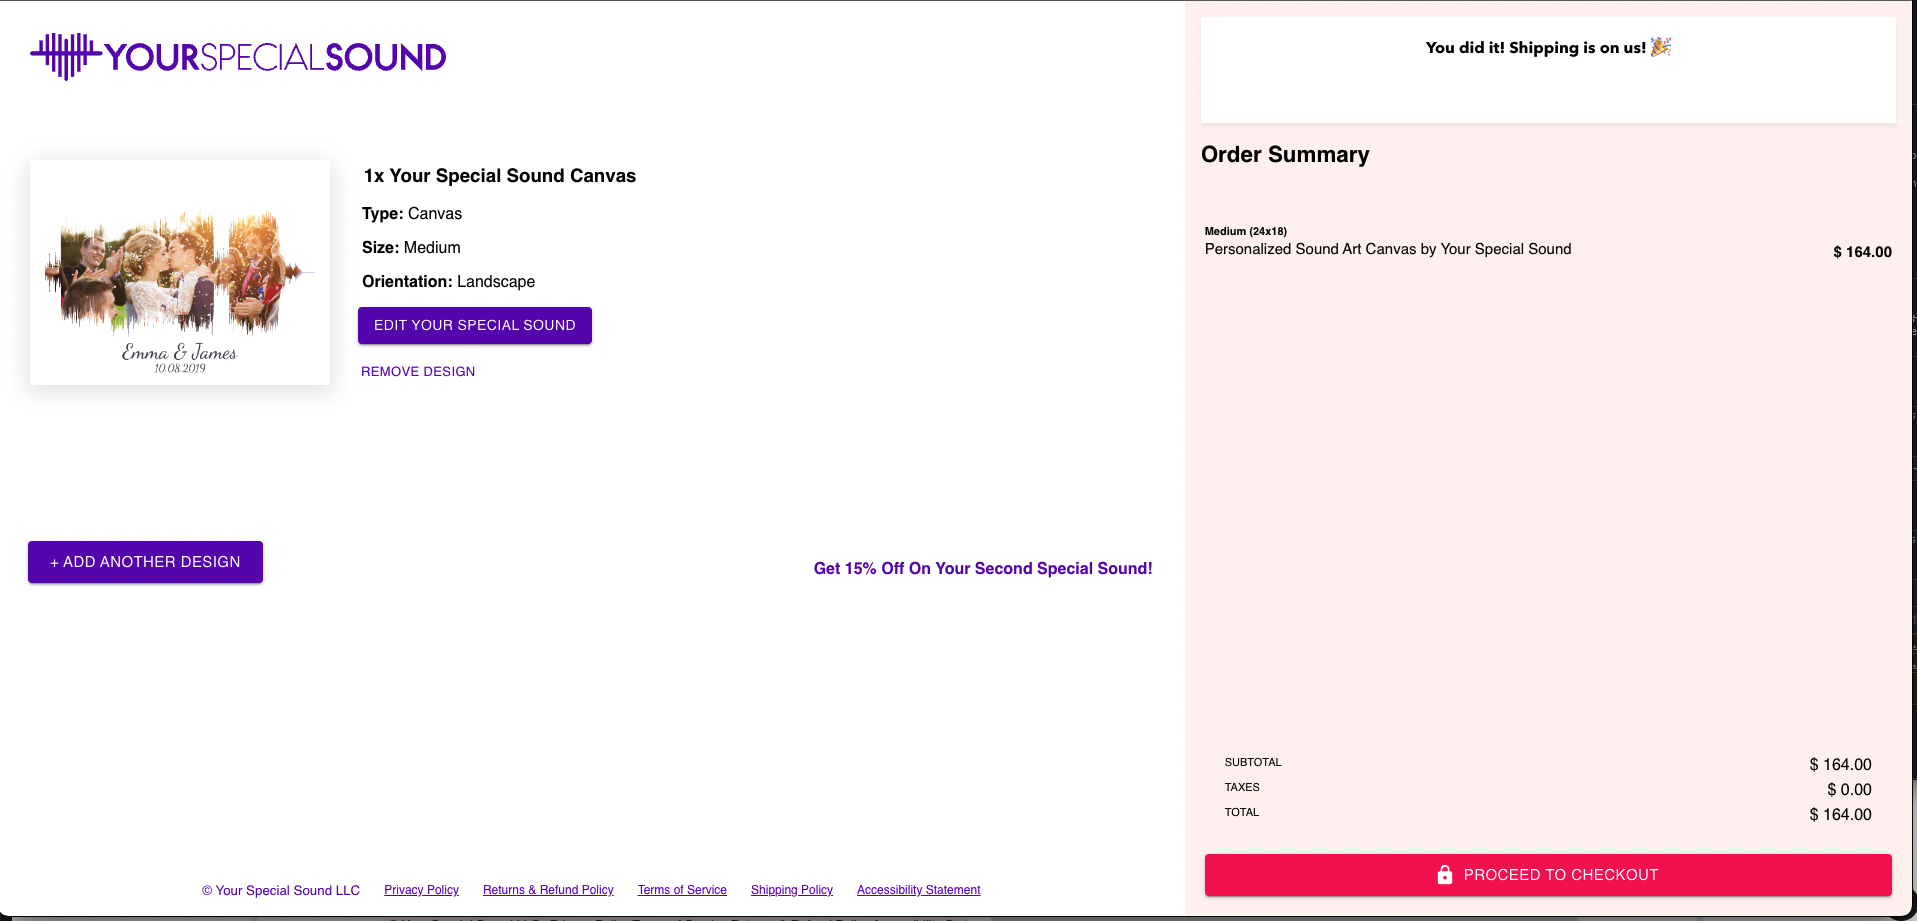 YOURSPECIALSOUND
1x Your Special Sound Canvas
Type: Canvas
Size: Medium
Orientation: Landscape
EDIT YOUR SPECIAL SOUND
REMOVE DESIGN
Emma & James
10.08.2019
+ ADD ANOTHER DESIGN
Get 15% Off On Your Second Special Sound!
© Your Special Sound LLC Privacy Policy Returns & Refund Policy Terms of Service Shipping Policy Accessibility Statement
You did it! Shipping is on us! 🎉
Order Summary
Medium (24x18)
Personalized Sound Art Canvas by Your Special Sound $ 164.00
SUBTOTAL $ 164.00
TAXES $ 0.00
TOTAL $ 164.00
PROCEED TO CHECKOUT